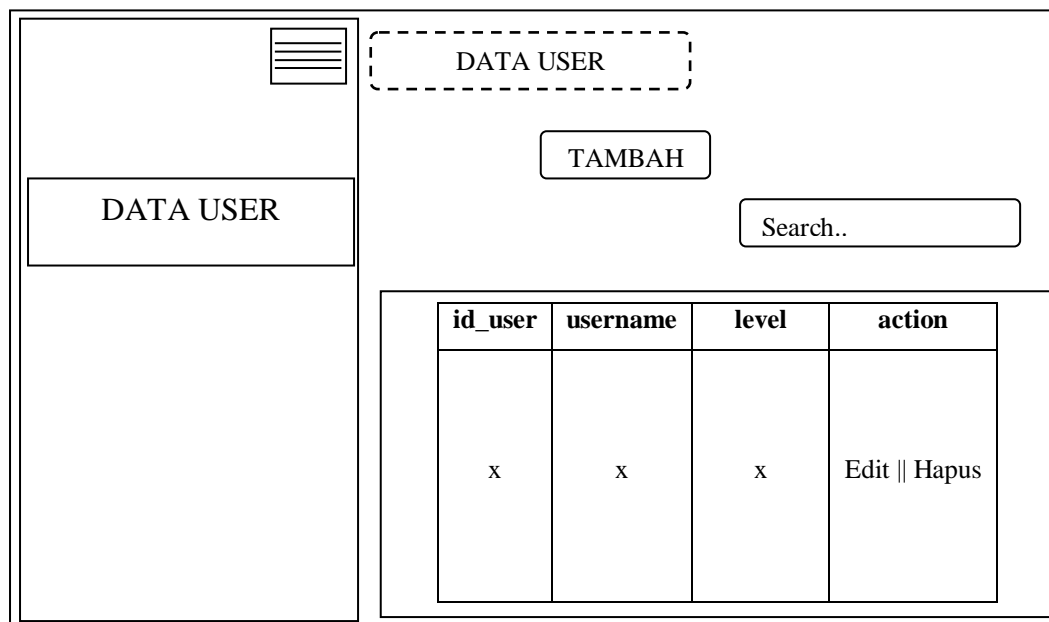 DATA USER
DATA USER
TAMBAH
Search..
id_user username level action
x x x Edit || Hapus